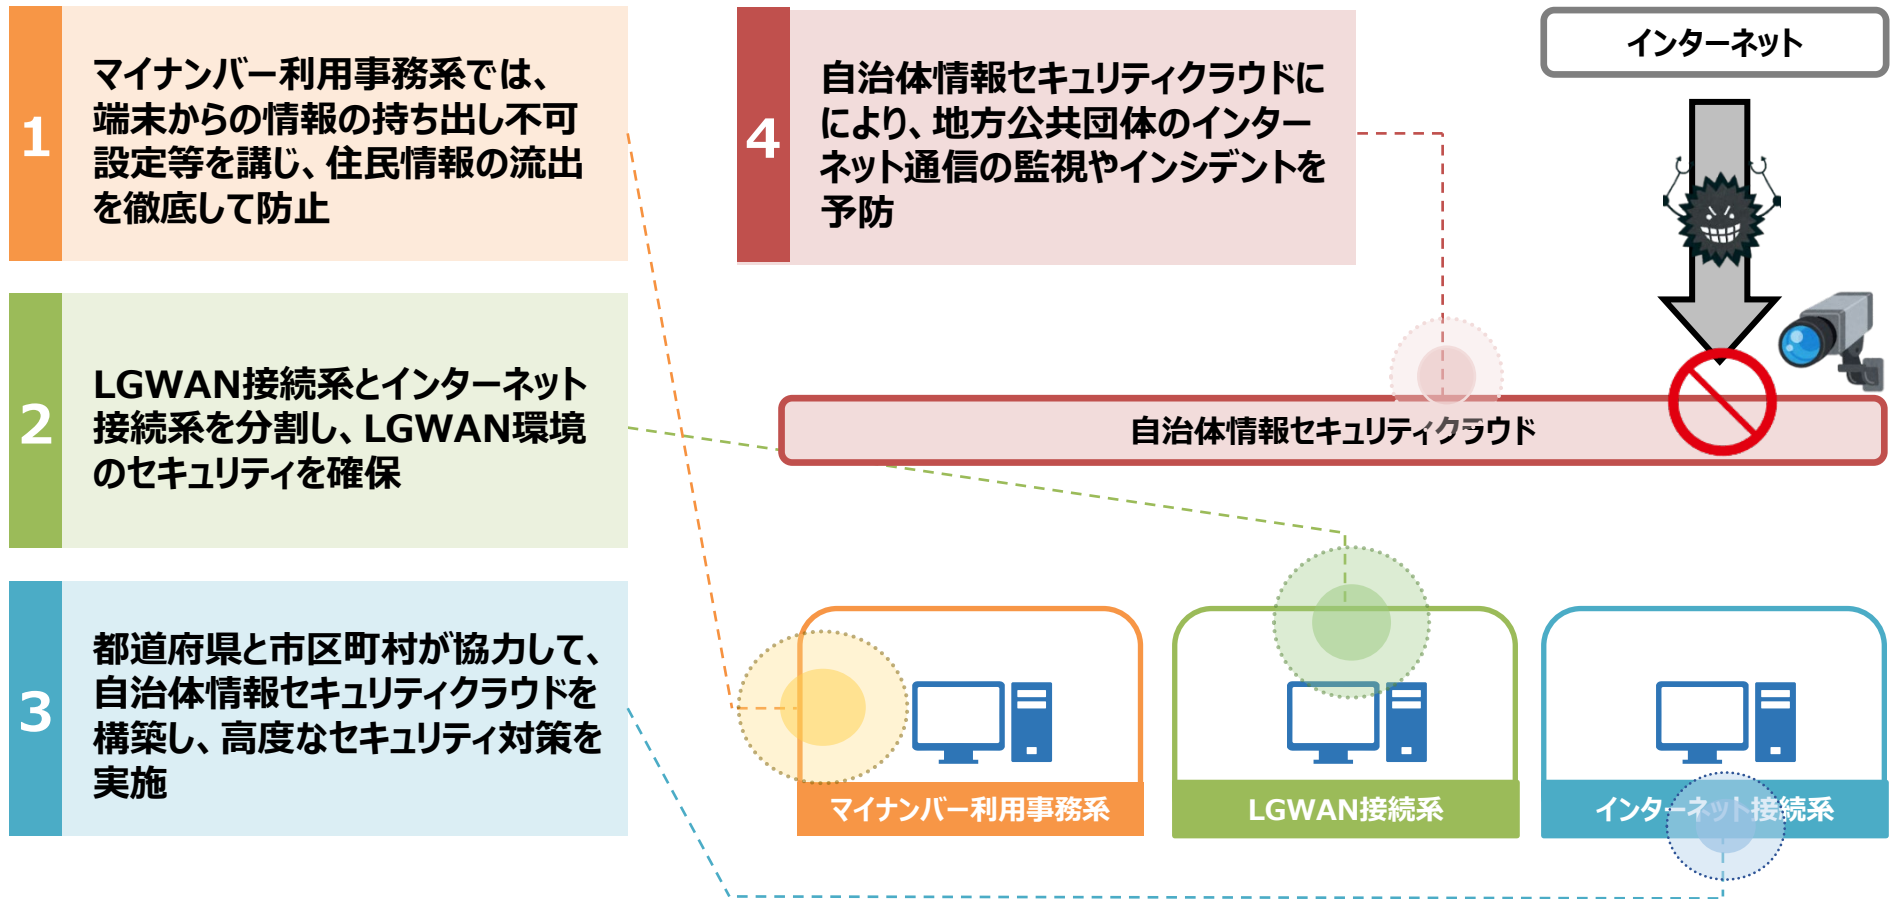 1
マイナンバー利用事務系では、
端末からの情報の持ち出し不可
設定等を講じ、住民情報の流出
を徹底して防止
2
LGWAN接続系とインターネット
接続系を分割し、LGWAN環境
のセキュリティを確保
3
都道府県と市区町村が協力して、
自治体情報セキュリティクラウドを
構築し、高度なセキュリティ対策を
実施
4
自治体情報セキュリティクラウドに
により、地方公共団体のインター
ネット通信の監視やインシデントを
予防
インターネット
自治体情報セキュリティクラウド
マイナンバー利用事務系
LGWAN接続系
インターネット接続系